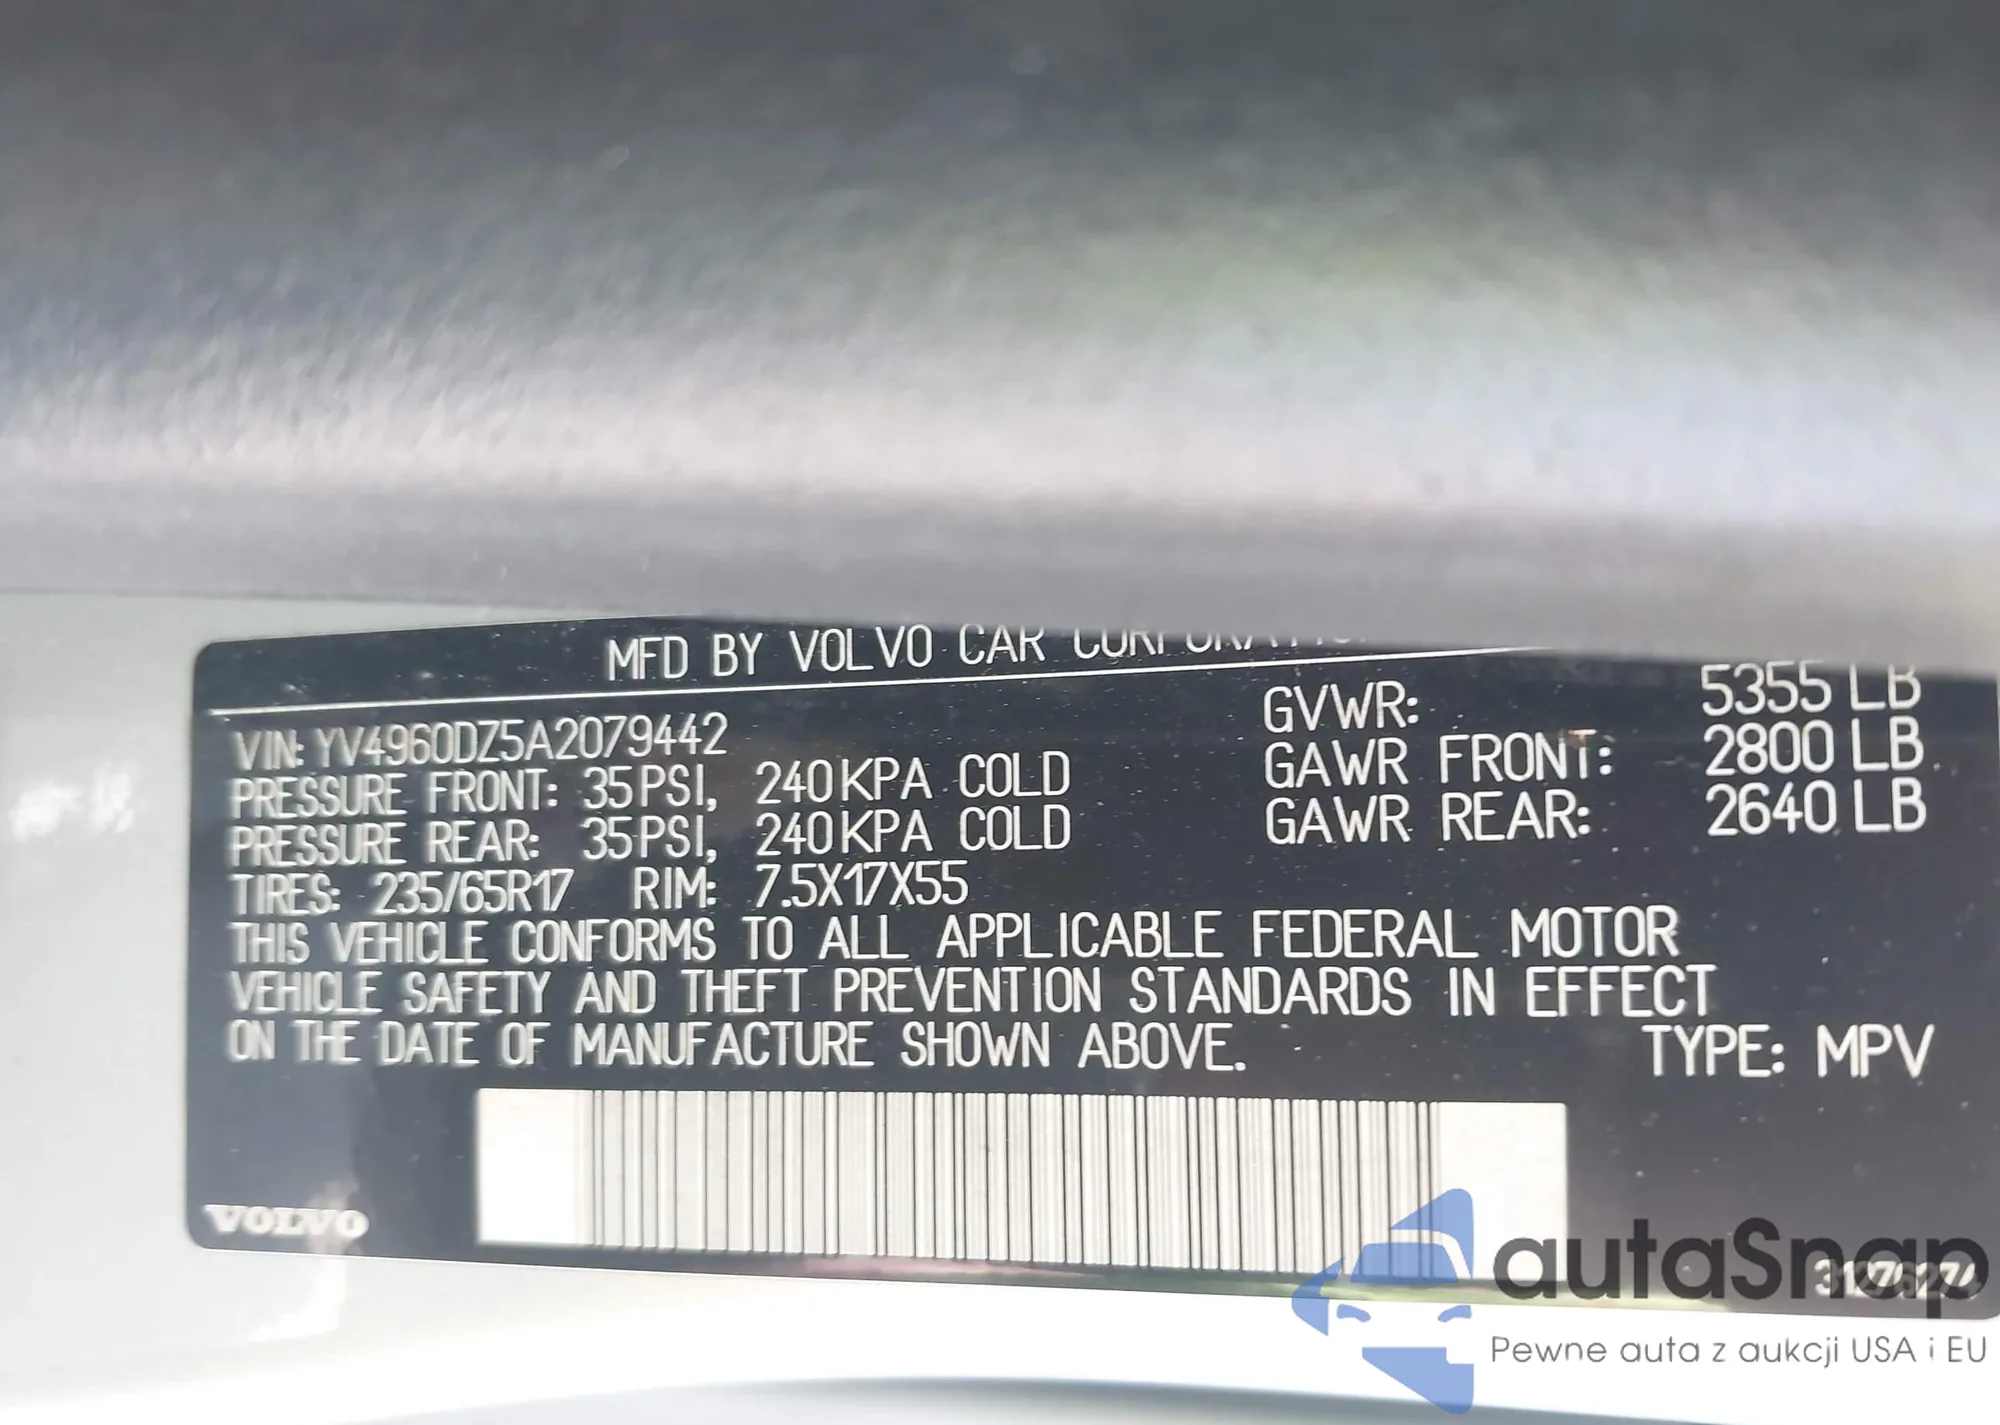 MFD BY VOLVO CAR CORPORATION
VIN: YV4960DZ5A2079442
PRESSURE FRONT: 35PSI, 240KPA COLD
PRESSURE REAR: 35PSI, 240KPA COLD
TIRES: 235/65R17 RIM: 7.5X17X55
GVWR: 5355 LB
GAWR FRONT: 2800 LB
GAWR REAR: 2640 LB
THIS VEHICLE CONFORMS TO ALL APPLICABLE FEDERAL MOTOR
VEHICLE SAFETY AND THEFT PREVENTION STANDARDS IN EFFECT
ON THE DATE OF MANUFACTURE SHOWN ABOVE.
TYPE: MPV
VOLVO
31276274
autaSnap
Pewne auta z aukcji USA i EU